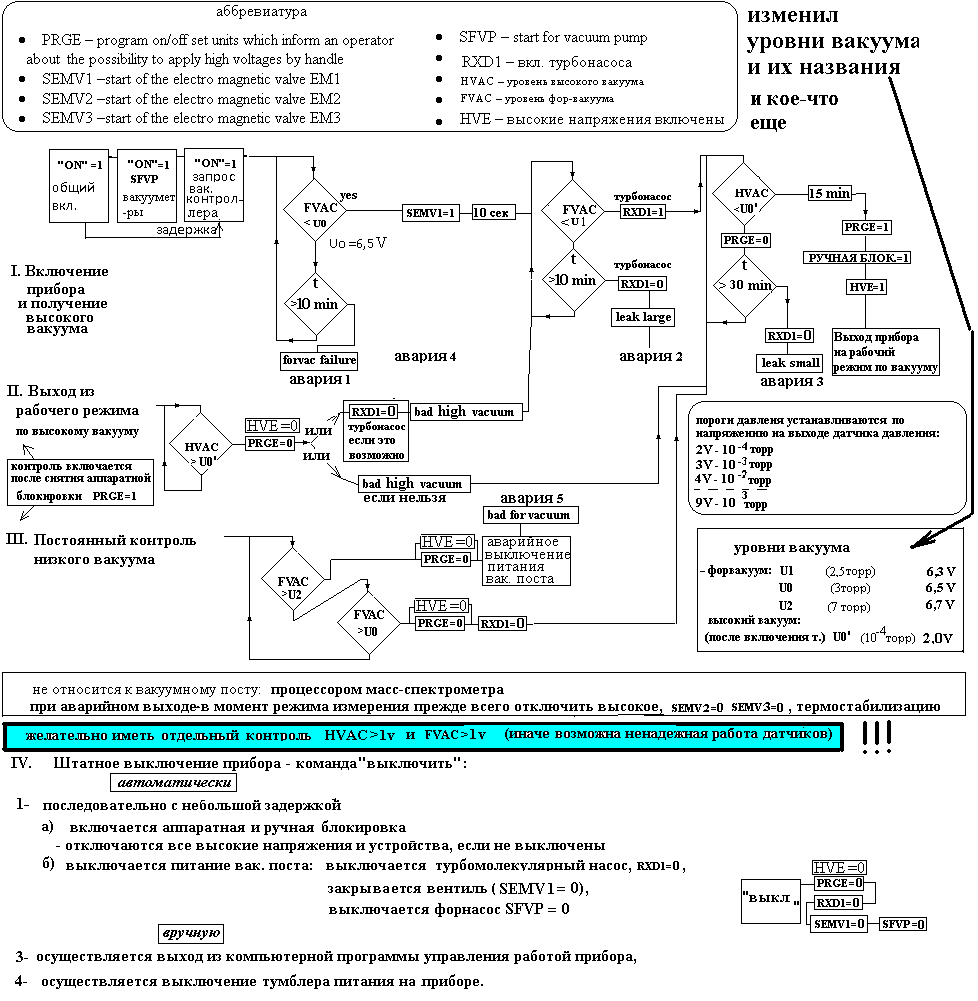 аббревиатура
• PRGE – program on/off set units which inform an operator
about the possibility to apply high voltages by handle
• SEMV1 –start of the electro magnetic valve EM1
• SEMV2 –start of the electro magnetic valve EM2
• SEMV3 –start of the electro magnetic valve EM3
• SFVP – start for vacuum pump
• RXD1 – вкл. турбонасоса
• HVAC – уровень высокого вакуума
• FVAC – уровень фор-вакуума
• HVE – высокие напряжения включены
изменил
уровни вакуума
и их названия
и кое-что
еще
"ON" =1
общий
вкл.
"ON"=1
SFVP
вакуумет-
-ры
"ON"=1
запрос
вак.
контрол-
лера
задержка
FVAC
< U0
yes
Uo =6,5 V
t
>10 min
forvac failure
авария 1
SEMV1=1
10 сек
авария 4
FVAC
< U1
турбонасос
RXD1=1
t
>10 min
турбонасос
RXD1=0
leak large
авария 2
HVAC
<U0'
PRGE=0
t
> 30 min
RXD1=0
leak small
авария 3
15 min
PRGE=1
РУЧНАЯ БЛОК.=1
HVE=1
Выход прибора
на рабочий
режим по вакууму
I. Включение
прибора
и получение
высокого
вакуума
II. Выход из
рабочего режима
по высокому вакууму
контроль включается
после снятия аппаратной
блокировки PRGE=1
HVAC
> U0'
HVE=0
PRGE=0
или
или
RXD1=0
турбонасос
если это
возможно
bad high vacuum
bad high vacuum
если нельзя
авария 5
bad for vacuum
III. Постоянный контроль
низкого вакуума
FVAC
>U2
HVE=0
PRGE=0
аварийное
выключение
питания
вак. поста
FVAC
>U0
HVE=0
PRGE=0
RXD1=0
пороги давленя устанавливаются по
напряжению на выходе датчика давления:
2V - 10 -4 торр
3V - 10 -3 торр
4V - 10 -2 торр
9V - 10 3 торр
уровни вакуума
– форвакуум: U1 (2,5торр) 6,3 V
U0 (3торр) 6,5 V
U2 (7 торр) 6,7 V
высокий вакуум:
(после включения т.) U0' (10-4торр) 2,0V
не относится к вакуумному посту: процессором масс-спектрометра
при аварийном выходе-в момент режима измерения прежде всего отключить высокое, SEMV2=0 SEMV3=0 , термостабилизацию
желательно иметь отдельный контроль HVAC>1v и FVAC>1v (иначе возможна ненадежная работа датчиков) !!!
IV. Штатное выключение прибора - команда"выключить":
автоматически
1- последовательно с небольшой задержкой
а) включается аппаратная и ручная блокировка
- отключаются все высокие напряжения и устройства, если не выключены
б) выключается питание вак. поста: выключается турбомолекулярный насос, RXD1=0 ,
закрывается вентиль ( SEMV1= 0),
выключается форнасос SFVP = 0
"выкл"
HVE=0
PRGE=0
RXD1=0
SEMV1=0
SFVP=0
вручную
3- осуществляется выход из компьютерной программы управления работой прибора,
4- осуществляется выключение тумблера питания на приборе.